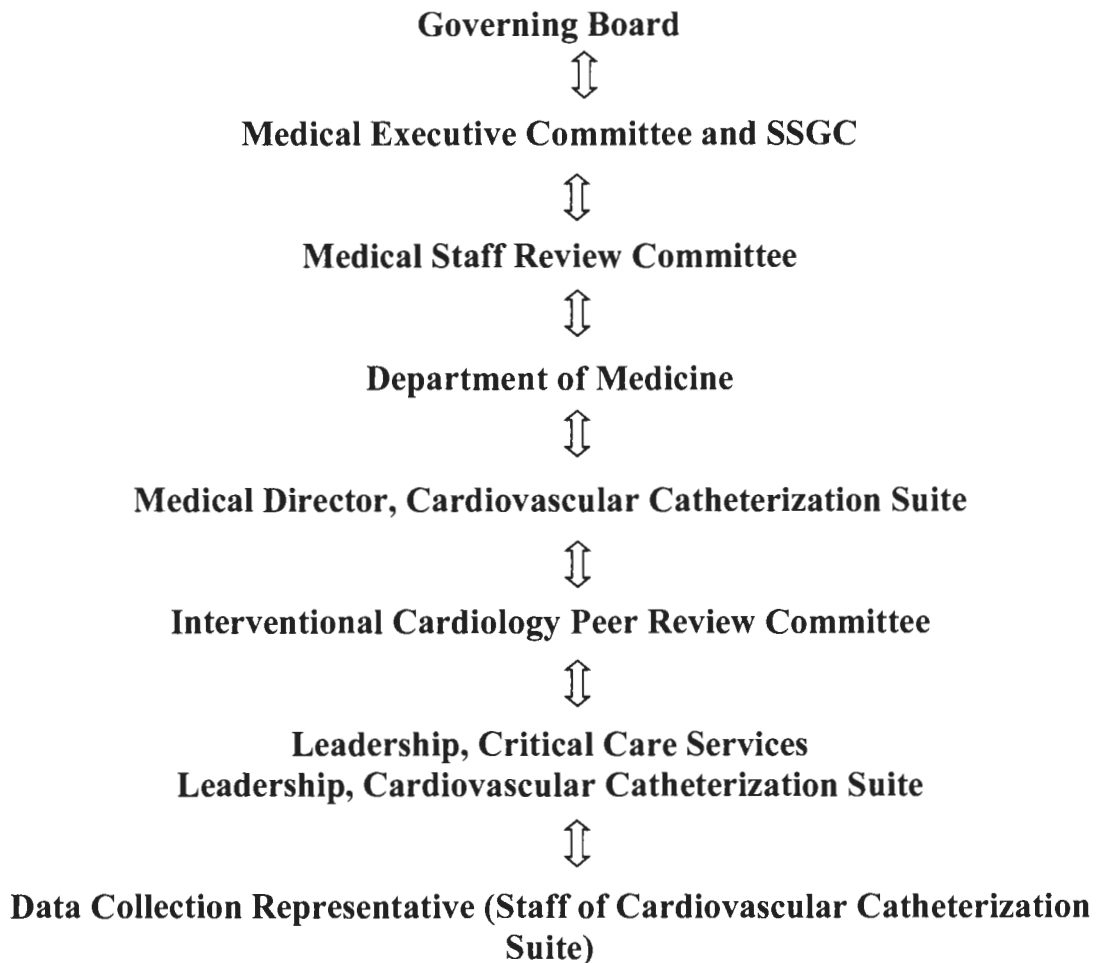 Governing Board
Medical Executive Committee and SSGC
Medical Staff Review Committee
Department of Medicine
Medical Director, Cardiovascular Catheterization Suite
Interventional Cardiology Peer Review Committee
Leadership, Critical Care Services
Leadership, Cardiovascular Catheterization Suite
Data Collection Representative (Staff of Cardiovascular Catheterization
Suite)